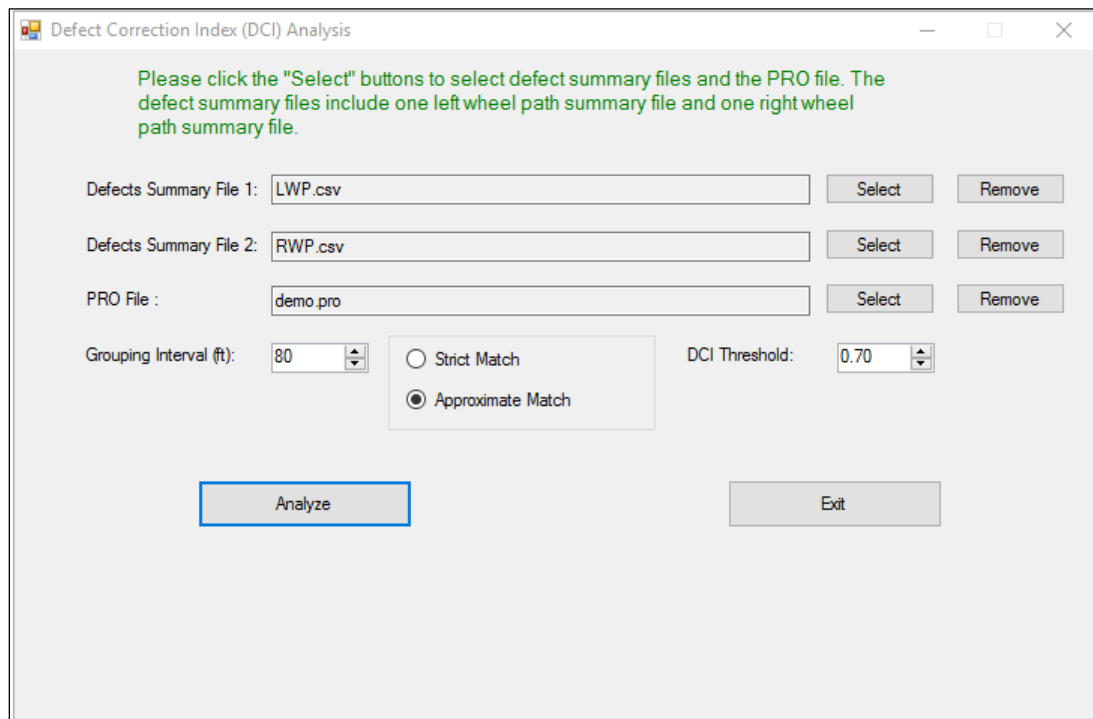 Defect Correction Index (DCI) Analysis
Please click the "Select" buttons to select defect summary files and the PRO file. The
defect summary files include one left wheel path summary file and one right wheel
path summary file.
Defects Summary File 1: LWP.csv Select Remove
Defects Summary File 2: RWP.csv Select Remove
PRO File : demo.pro Select Remove
Grouping Interval (ft): 80 Strict Match DCI Threshold: 0.70
Approximate Match
Analyze Exit